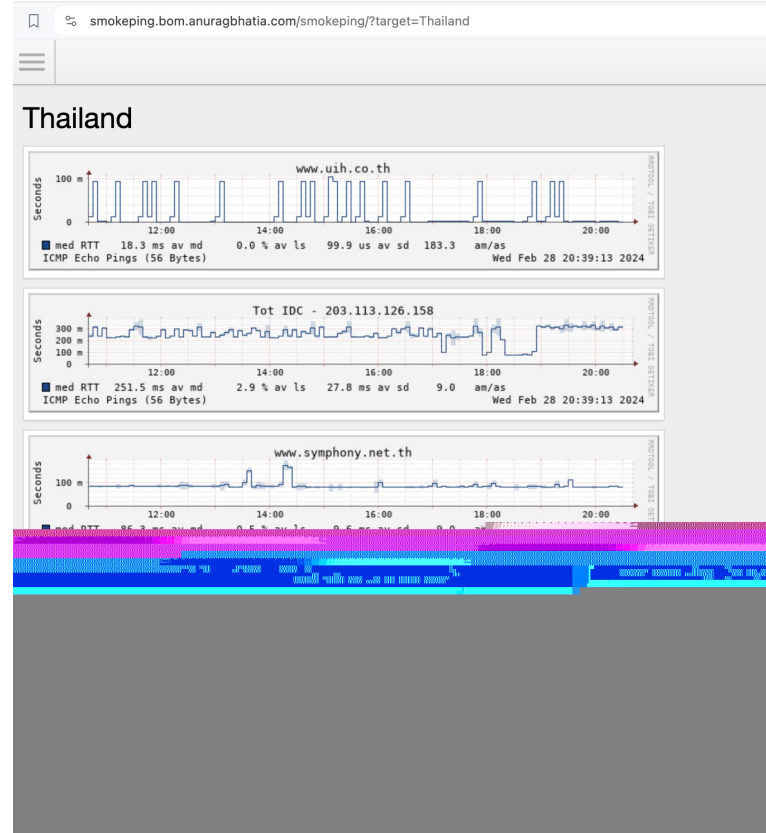 smokeping.bom.anuragbhatia.com/smokeping/?target=Thailand
Thailand
www.uih.co.th
RRDTOOL / TOBI OETIKER
Seconds
100 m
0
12:00 14:00 16:00 18:00 20:00
med RTT 18.3 ms av md 0.0 % av ls 99.9 us av sd 183.3 am/as
ICMP Echo Pings (56 Bytes) Wed Feb 28 20:39:13 2024
Tot IDC - 203.113.126.158
RRDTOOL / TOBI OETIKER
Seconds
300 m
200 m
100 m
0
12:00 14:00 16:00 18:00 20:00
med RTT 251.5 ms av md 2.9 % av ls 27.8 ms av sd 9.0 am/as
ICMP Echo Pings (56 Bytes) Wed Feb 28 20:39:13 2024
www.symphony.net.th
RRDTOOL / TOBI
Seconds
100 m
0
12:00 14:00 16:00 18:00 20:00
med RTT